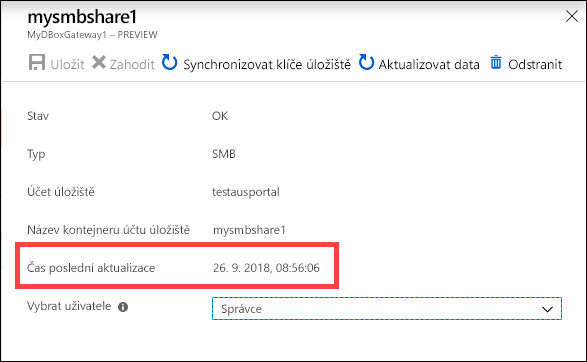 mysmbshare1
MyDBoxGateway1 – PREVIEW
Uložit Zahodit Synchronizovat klíče úložiště Aktualizovat data Odstranit
Stav OK
Typ SMB
Účet úložiště testausportal
Název kontejneru účtu úložiště mysmbshare1
Čas poslední aktualizace 26. 9. 2018, 08:56:06
Vybrat uživatele Správce